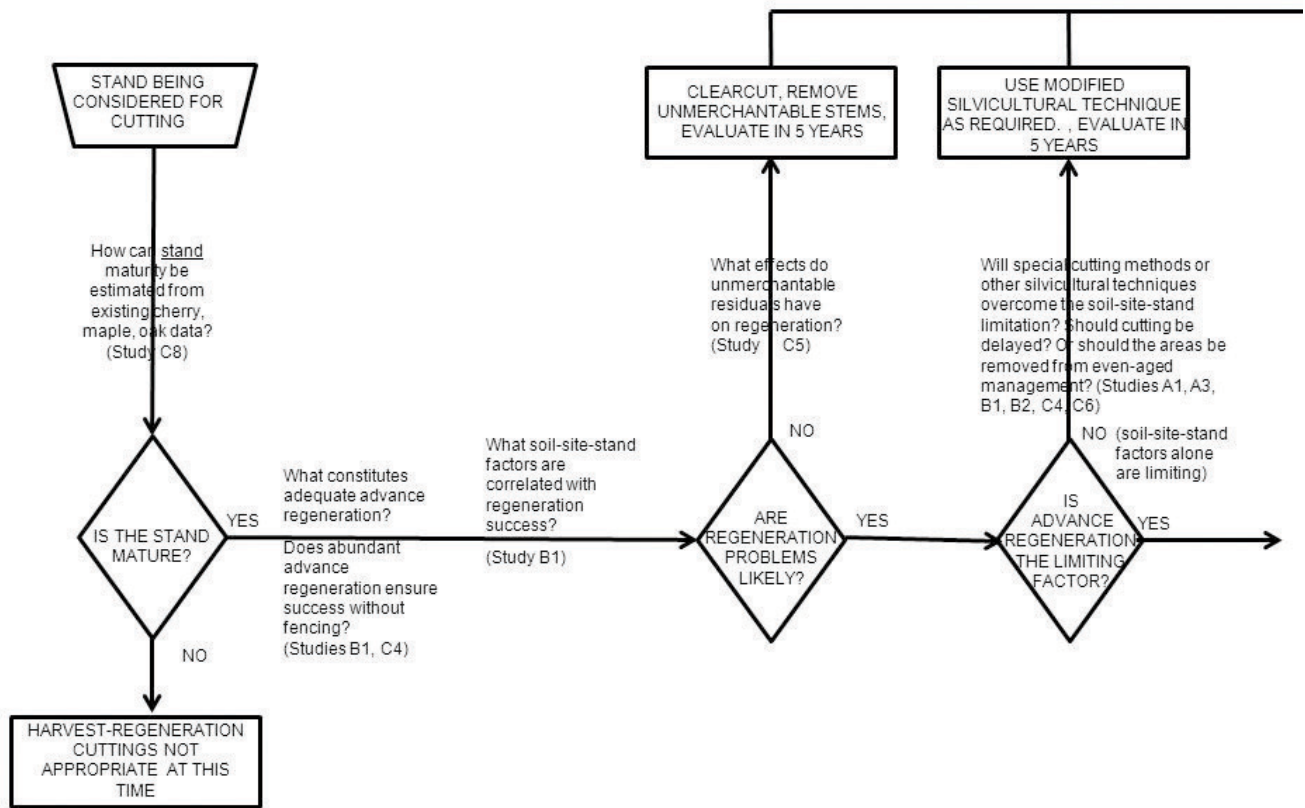 STAND BEING
CONSIDERED FOR
CUTTING
CLEARCUT, REMOVE
UNMERCHANTABLE STEMS,
EVALUATE IN 5 YEARS
USE MODIFIED
SILVICULTURAL TECHNIQUE
AS REQUIRED. , EVALUATE IN
5 YEARS
How can stand
maturity be
estimated from
existing cherry,
maple, oak data?
(Study C8)
What effects do
unmerchantable
residuals have
on regeneration?
(Study C5)
Will special cutting methods or
other silvicultural techniques
overcome the soil-site-stand
limitation? Should cutting be
delayed? Or should the areas be
removed from even-aged
management? (Studies A1, A3,
B1, B2, C4, C6)
NO
NO (soil-site-stand
factors alone
are limiting)
IS THE STAND
MATURE?
YES
NO
What constitutes
adequate advance
regeneration?
Does abundant
advance
regeneration ensure
success without
fencing?
(Studies B1, C4)
What soil-site-stand
factors are
correlated with
regeneration
success?
(Study B1)
ARE
REGENERATION
PROBLEMS
LIKELY?
YES
IS
ADVANCE
REGENERATION
THE LIMITING
FACTOR?
YES
HARVEST-REGENERATION
CUTTINGS NOT
APPROPRIATE AT THIS
TIME